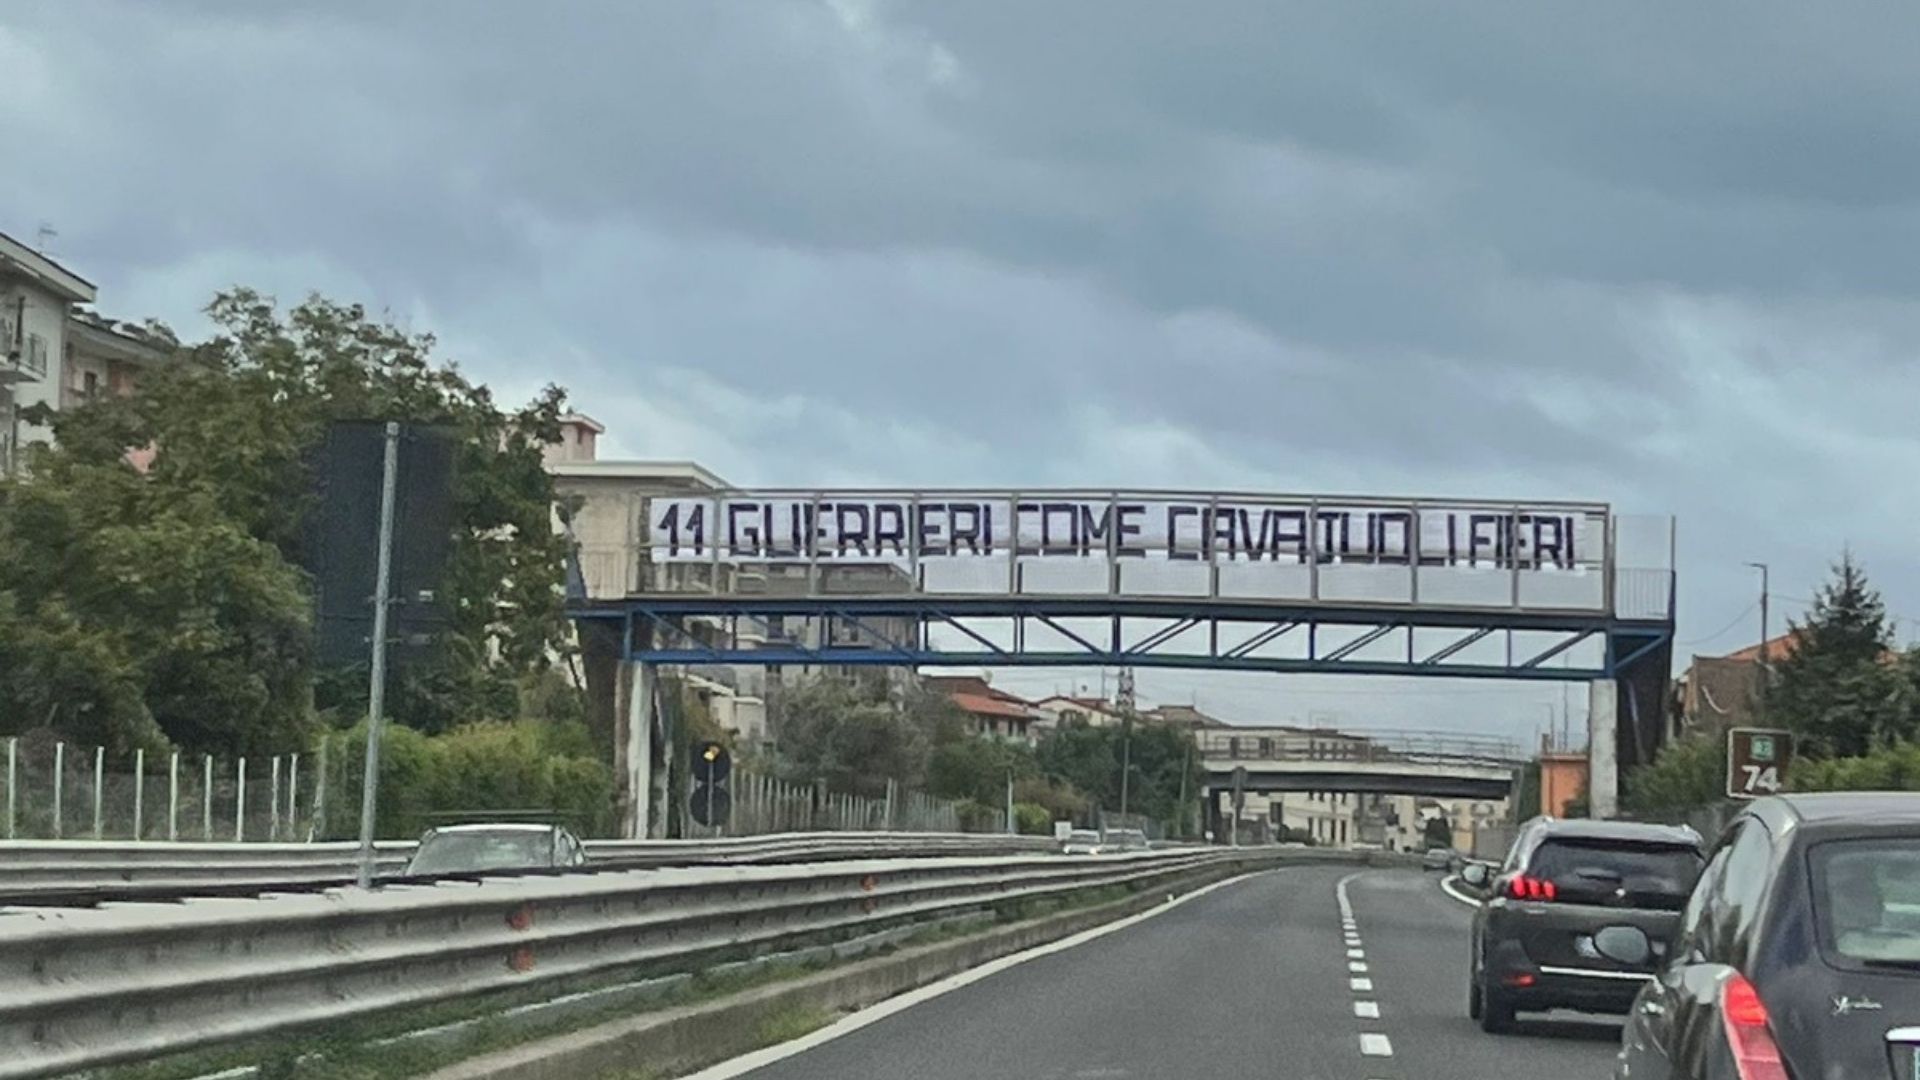 11 GUERRIERI COME CAVAJUOLI FIERI
74